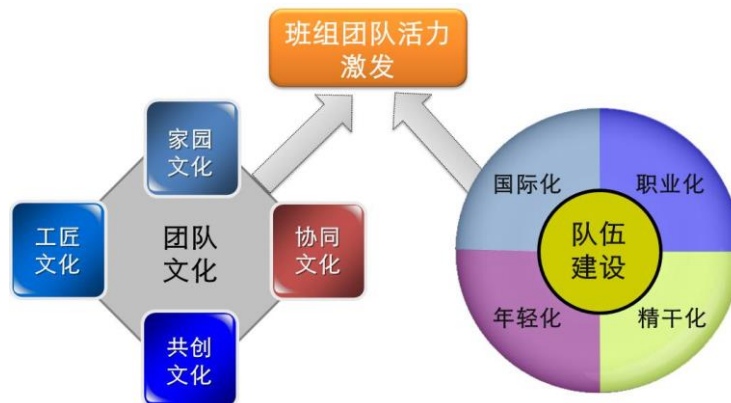 班组团队活力
激发
家园
文化
工匠
文化
团队
文化
协同
文化
共创
文化
国际化
职业化
队伍
建设
年轻化
精干化